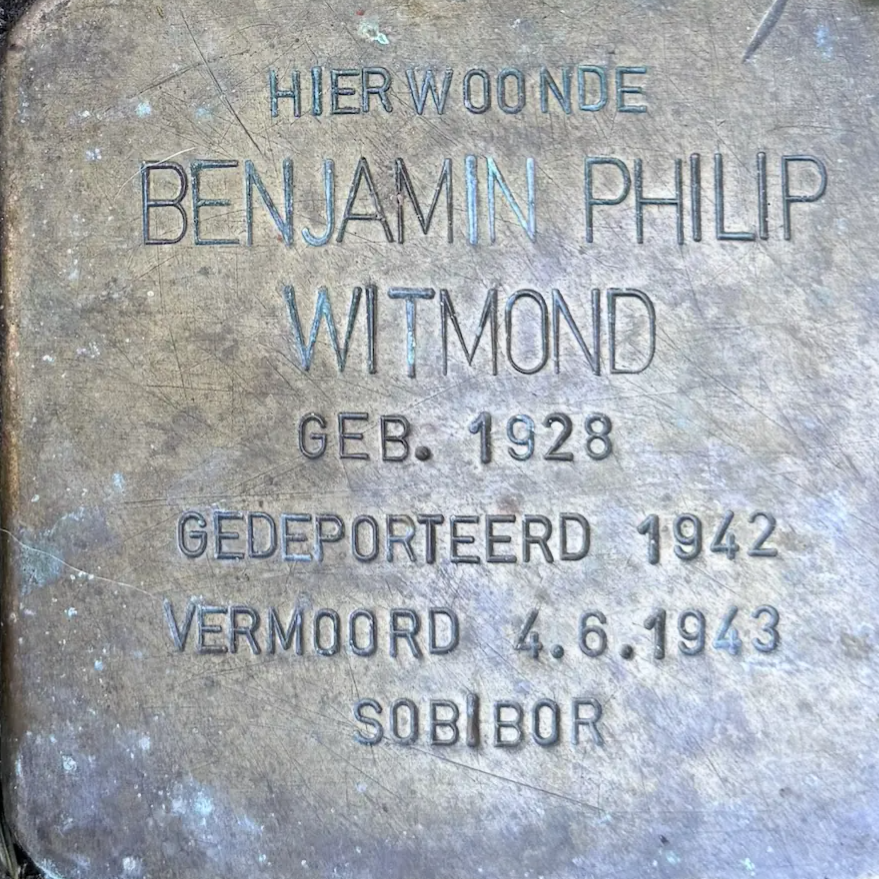 HIER WOONDE
BENJAMIN PHILIP
WITMOND
GEB. 1928
GEDEPORTEERD 1942
VERMOORD 4.6.1943
SOBIBOR